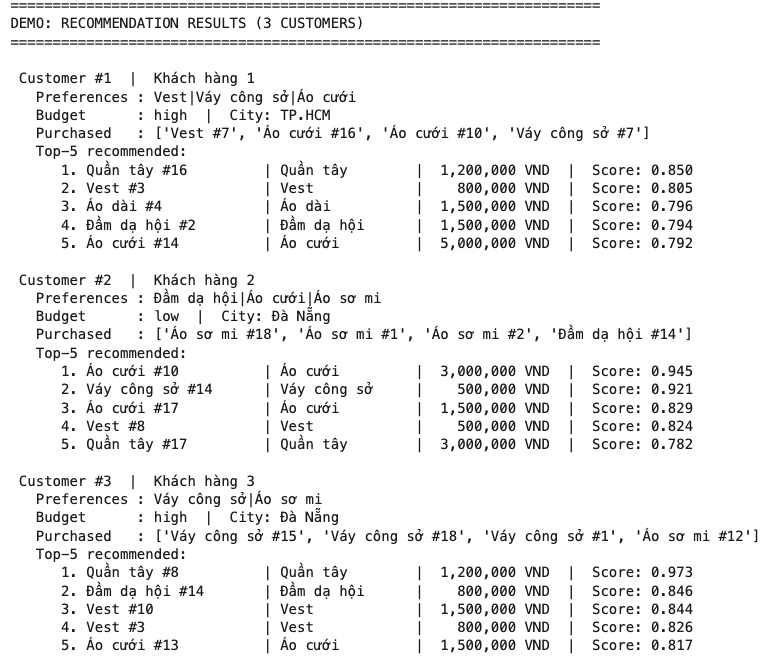 ======================================================================
DEMO: RECOMMENDATION RESULTS (3 CUSTOMERS)
======================================================================
Customer #1 | Khách hàng 1
Preferences : Vest|Váy công sở|Áo cưới
Budget : high | City: TP.HCM
Purchased : ['Vest #7', 'Áo cưới #16', 'Áo cưới #10', 'Váy công sở #7']
Top-5 recommended:
1. Quần tây #16 | Quần tây | 1,200,000 VND | Score: 0.850
2. Vest #3 | Vest | 800,000 VND | Score: 0.805
3. Áo dài #4 | Áo dài | 1,500,000 VND | Score: 0.796
4. Đầm dạ hội #2 | Đầm dạ hội | 1,500,000 VND | Score: 0.794
5. Áo cưới #14 | Áo cưới | 5,000,000 VND | Score: 0.792
Customer #2 | Khách hàng 2
Preferences : Đầm dạ hội|Áo cưới|Áo sơ mi
Budget : low | City: Đà Nẵng
Purchased : ['Áo sơ mi #18', 'Áo sơ mi #1', 'Áo sơ mi #2', 'Đầm dạ hội #14']
Top-5 recommended:
1. Áo cưới #10 | Áo cưới | 3,000,000 VND | Score: 0.945
2. Váy công sở #14 | Váy công sở | 500,000 VND | Score: 0.921
3. Áo cưới #17 | Áo cưới | 1,500,000 VND | Score: 0.829
4. Vest #8 | Vest | 500,000 VND | Score: 0.824
5. Quần tây #17 | Quần tây | 3,000,000 VND | Score: 0.782
Customer #3 | Khách hàng 3
Preferences : Váy công sở|Áo sơ mi
Budget : high | City: Đà Nẵng
Purchased : ['Váy công sở #15', 'Váy công sở #18', 'Váy công sở #1', 'Áo sơ mi #12']
Top-5 recommended:
1. Quần tây #8 | Quần tây | 1,200,000 VND | Score: 0.973
2. Đầm dạ hội #14 | Đầm dạ hội | 800,000 VND | Score: 0.846
3. Vest #10 | Vest | 1,500,000 VND | Score: 0.844
4. Vest #3 | Vest | 800,000 VND | Score: 0.826
5. Áo cưới #13 | Áo cưới | 1,500,000 VND | Score: 0.817